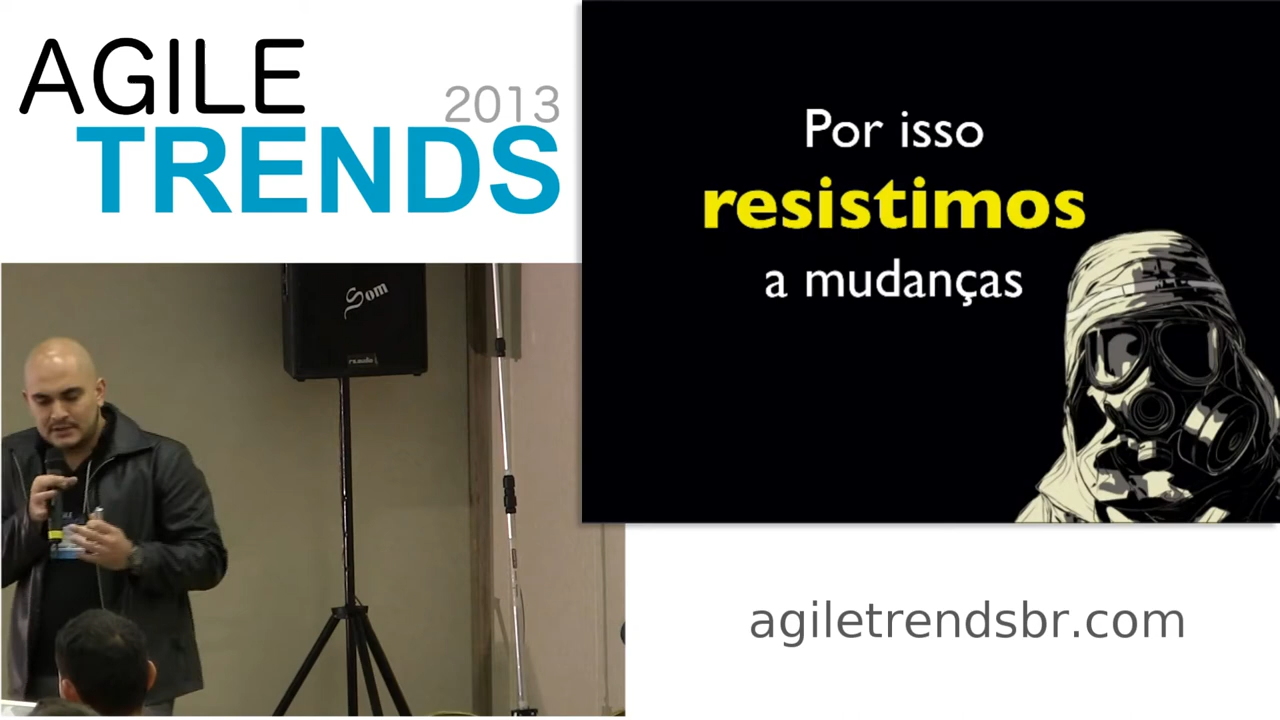 AGILE
2013
TRENDS
Por isso
resistimos
a mudanças
Som
agiletrendsbr.com